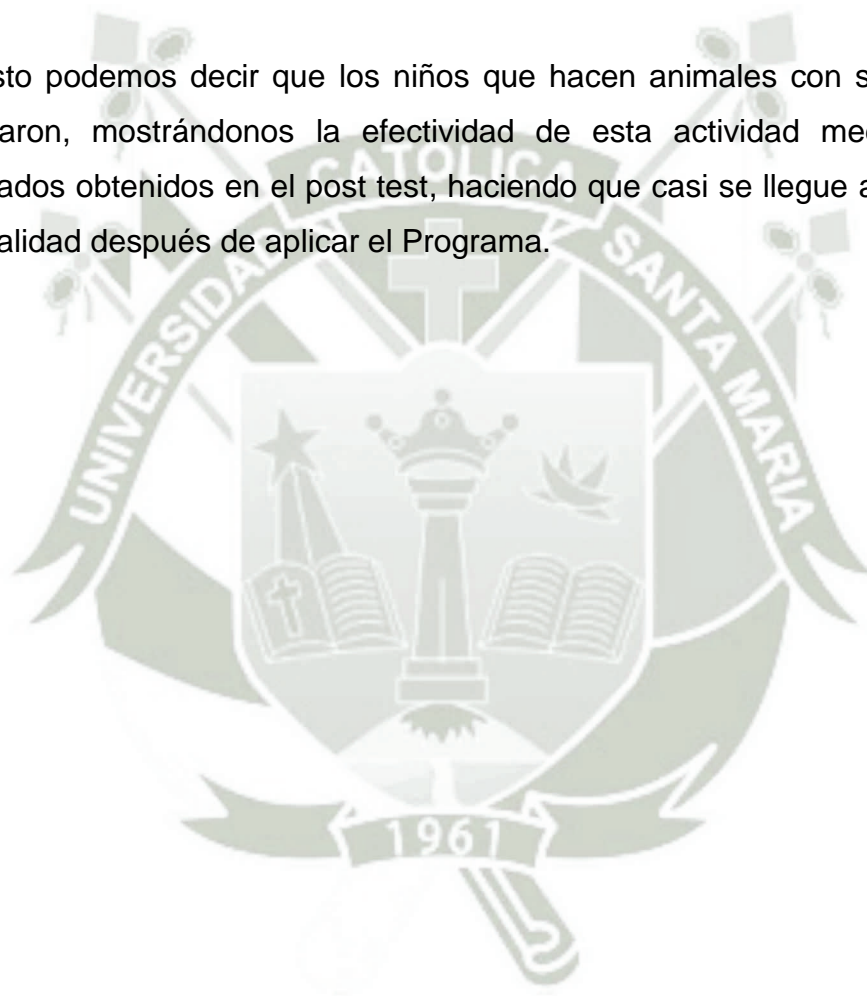 sto podemos decir que los niños que hacen animales con s
aron, mostrándonos la efectividad de esta actividad me
ados obtenidos en el post test, haciendo que casi se llegue a
alidad después de aplicar el Programa.
UNIVERSIDAD CATOLICA SANTA MARIA
1961